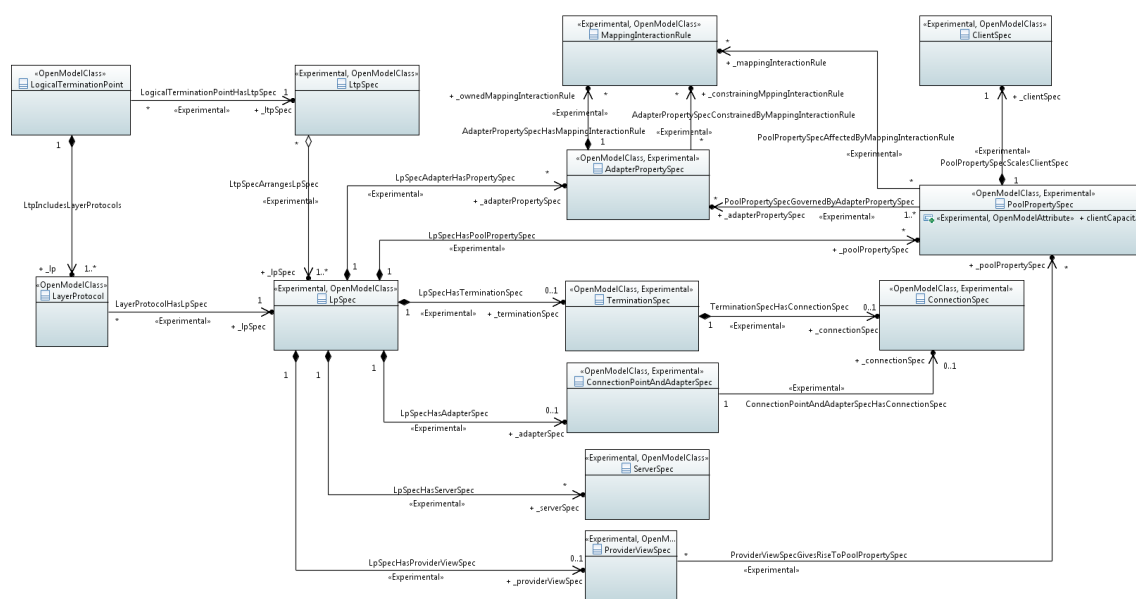 «Experimental, OpenModelClass»
MappingInteractionRule
«Experimental, OpenModelClass»
ClientSpec
«OpenModelClass»
LogicalTerminationPoint
LogicalTerminationPointHasLtpSpec
1
*
«Experimental»
+ _ltpSpec
«Experimental, OpenModelClass»
LtpSpec
*
+ _mappingInteractionRule
+ _ownedMappingInteractionRule
*
*
+ _constrainingMppingInteractionRule
1
+ _clientSpec
«Experimental»
«Experimental»
AdapterPropertySpecConstrainedByMappingInteractionRule
AdapterPropertySpecHasMappingInteractionRule
1
*
PoolPropertySpecAffectedByMappingInteractionRule
«Experimental»
«Experimental»
PoolPropertySpecScalesClientSpec
1
1
*
«OpenModelClass, Experimental»
AdapterPropertySpec
LtpSpecArrangesLpSpec
«Experimental»
LpSpecAdapterHasPropertySpec
*
«Experimental»
+ _adapterPropertySpec
*
*
PoolPropertySpecGovernedByAdapterPropertySpec
+ _adapterPropertySpec
«Experimental»
1..*
«OpenModelClass, Experimental»
PoolPropertySpec
«Experimental, OpenModelAttribute» + clientCapacit
LtpIncludesLayerProtocols
LpSpecHasPoolPropertySpec
«Experimental»
*
+ _poolPropertySpec
+ _poolPropertySpec
*
+ _lp
1..*
+ _lpSpec
1..*
1
1
«OpenModelClass»
LayerProtocol
LayerProtocolHasLpSpec
1
*
«Experimental»
+ _lpSpec
«Experimental, OpenModelClass»
LpSpec
LpSpecHasTerminationSpec
0..1
1
«Experimental»
+ _terminationSpec
«OpenModelClass, Experimental»
TerminationSpec
TerminationSpecHasConnectionSpec
0..1
1
«Experimental»
+ _connectionSpec
«OpenModelClass, Experimental»
ConnectionSpec
+ _connectionSpec
0..1
1
1
1
«OpenModelClass, Experimental»
ConnectionPointAndAdapterSpec
«Experimental»
1
ConnectionPointAndAdapterSpecHasConnectionSpec
LpSpecHasAdapterSpec
0..1
«Experimental»
+ _adapterSpec
«Experimental, OpenModelClass»
ServerSpec
LpSpecHasServerSpec
*
«Experimental»
+ _serverSpec
«Experimental, OpenM...
ProviderViewSpec
LpSpecHasProviderViewSpec
0..1
«Experimental»
+ _providerViewSpec
*
ProviderViewSpecGivesRiseToPoolPropertySpec
«Experimental»